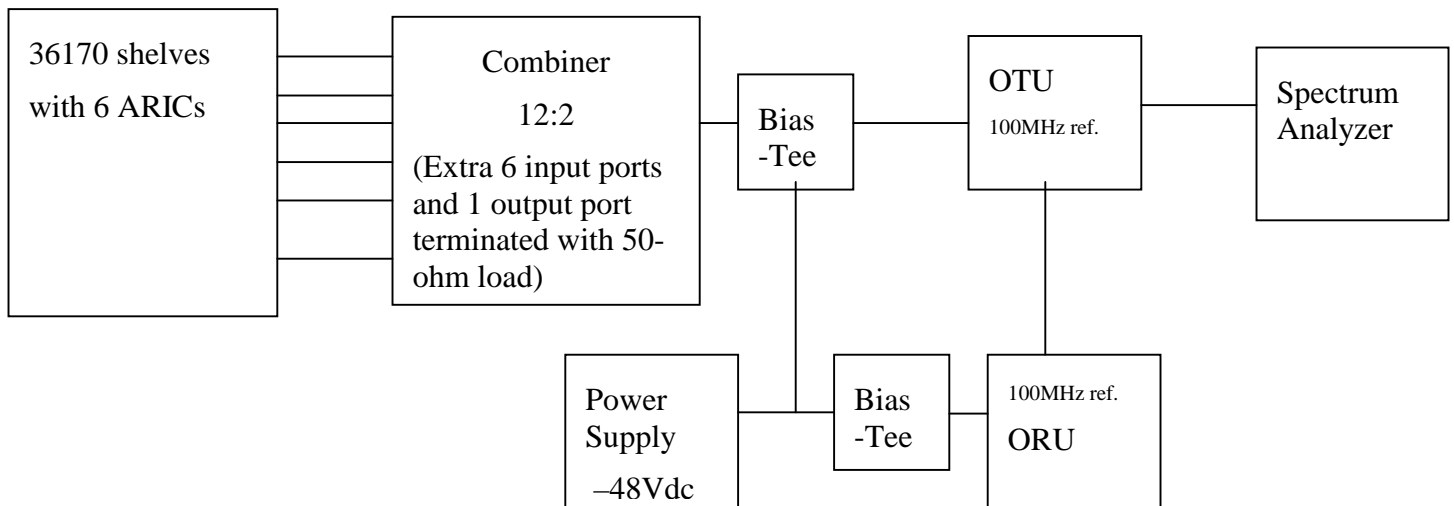 36170 shelves
with 6 ARICs
Combiner
12:2
(Extra 6 input ports
and 1 output port
terminated with 50-
ohm load)
Bias
-Tee
OTU
100MHz ref.
Spectrum
Analyzer
Power
Supply
–48Vdc
Bias
-Tee
100MHz ref.
ORU